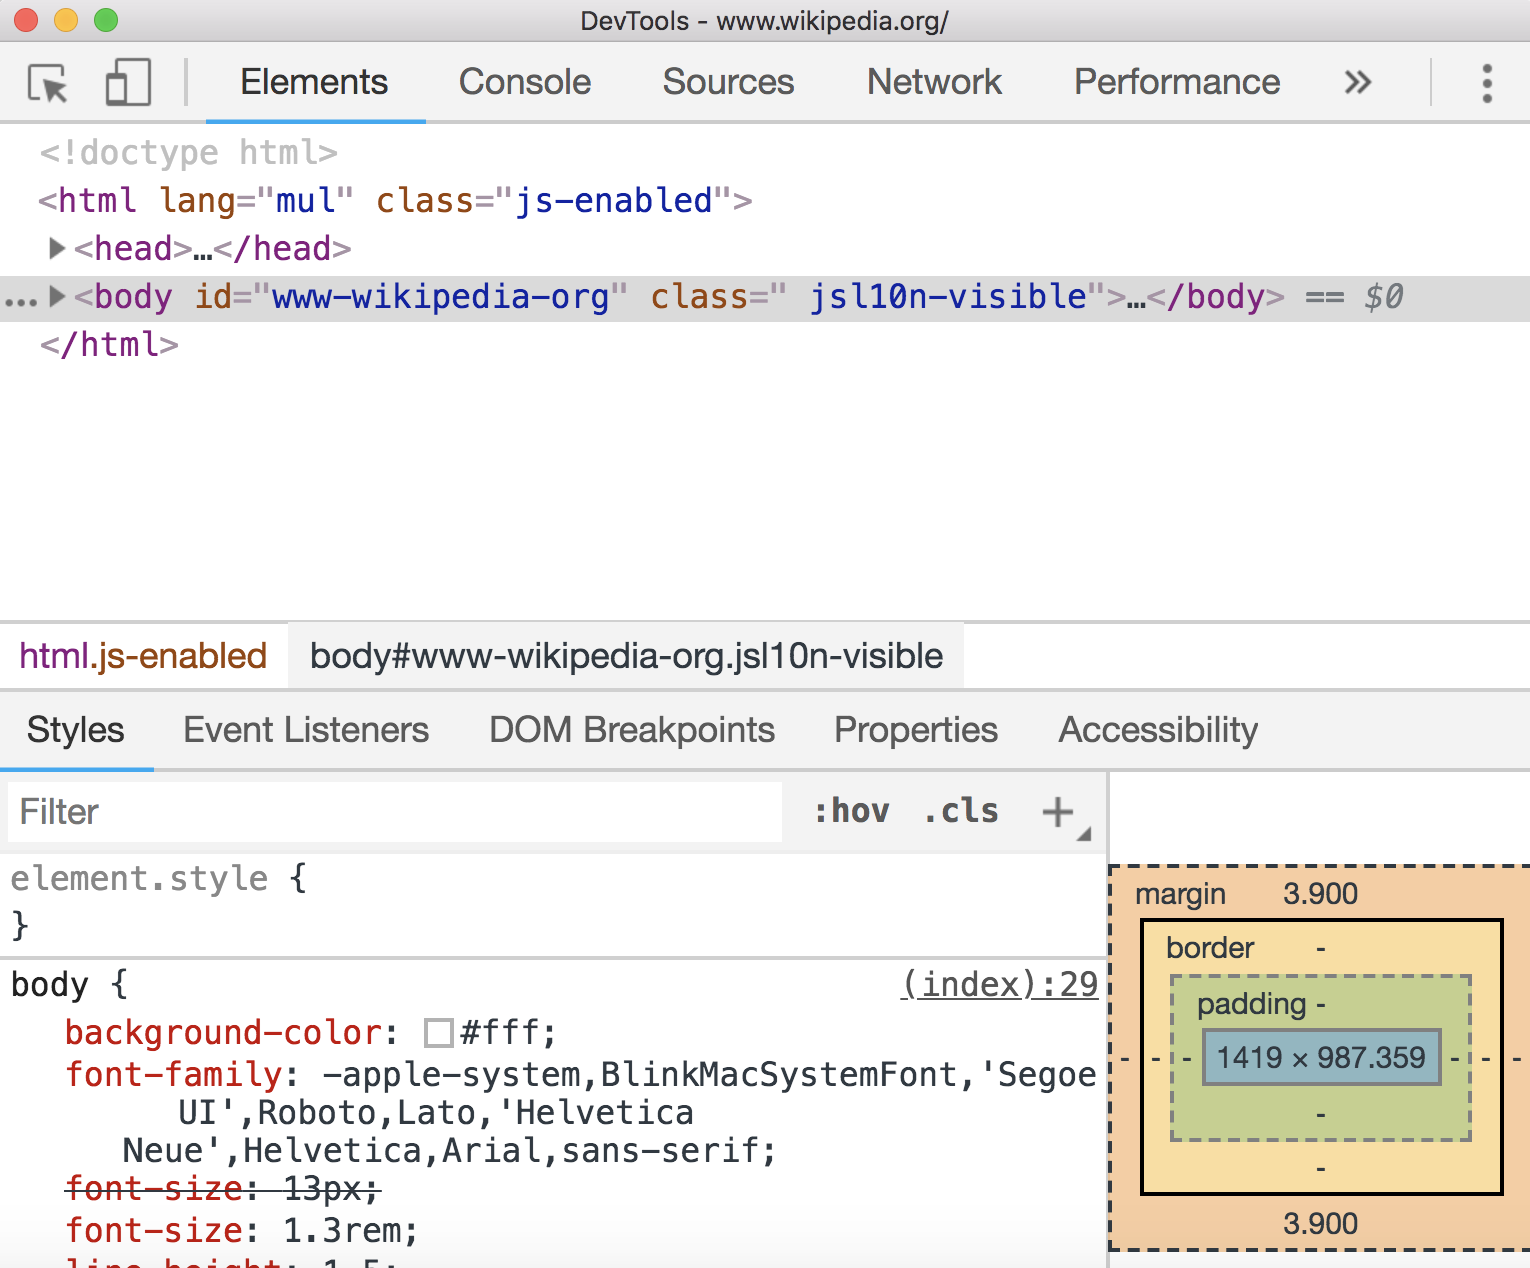 DevTools - www.wikipedia.org/
Elements Console Sources Network Performance »
<!doctype html>
<html lang="mul" class="js-enabled">
▶<head>…</head>
…▶<body id="www-wikipedia-org" class=" jsl10n-visible">…</body> == $0
</html>
html.js-enabled body#www-wikipedia-org.jsl10n-visible
Styles Event Listeners DOM Breakpoints Properties Accessibility
Filter :hov .cls +
element.style {
}
body { (index):29
background-color: #fff;
font-family: -apple-system,BlinkMacSystemFont,'Segoe
UI',Roboto,Lato,'Helvetica
Neue',Helvetica,Arial,sans-serif;
font-size: 13px;
font-size: 1.3rem;
line-height: 1.5;
margin 3.900
border -
padding -
- - - 1419 × 987.359 - - -
-
-
3.900